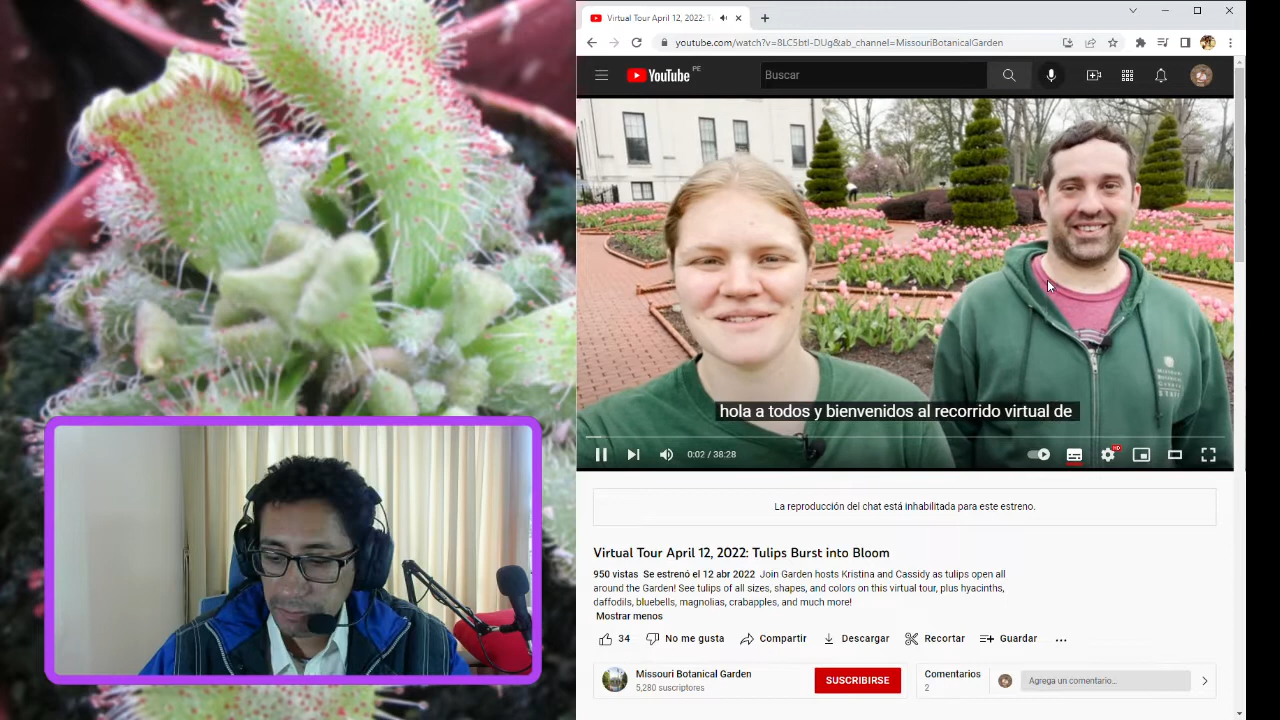 Virtual Tour April 12, 2022: T
youtube.com/watch?v=8LC5btI-DUg&ab_channel=MissouriBotanicalGarden
YouTube PE
Buscar
hola a todos y bienvenidos al recorrido virtual de
0:02 / 38:28
HD
La reproducción del chat está inhabilitada para este estreno.
Virtual Tour April 12, 2022: Tulips Burst into Bloom
950 vistas Se estrenó el 12 abr 2022 Join Garden hosts Kristina and Cassidy as tulips open all
around the Garden! See tulips of all sizes, shapes, and colors on this virtual tour, plus hyacinths,
daffodils, bluebells, magnolias, crabapples, and much more!
Mostrar menos
34 No me gusta Compartir Descargar Recortar Guardar
Missouri Botanical Garden
5,280 suscriptores
SUSCRIBIRSE
Comentarios
2
Agrega un comentario...